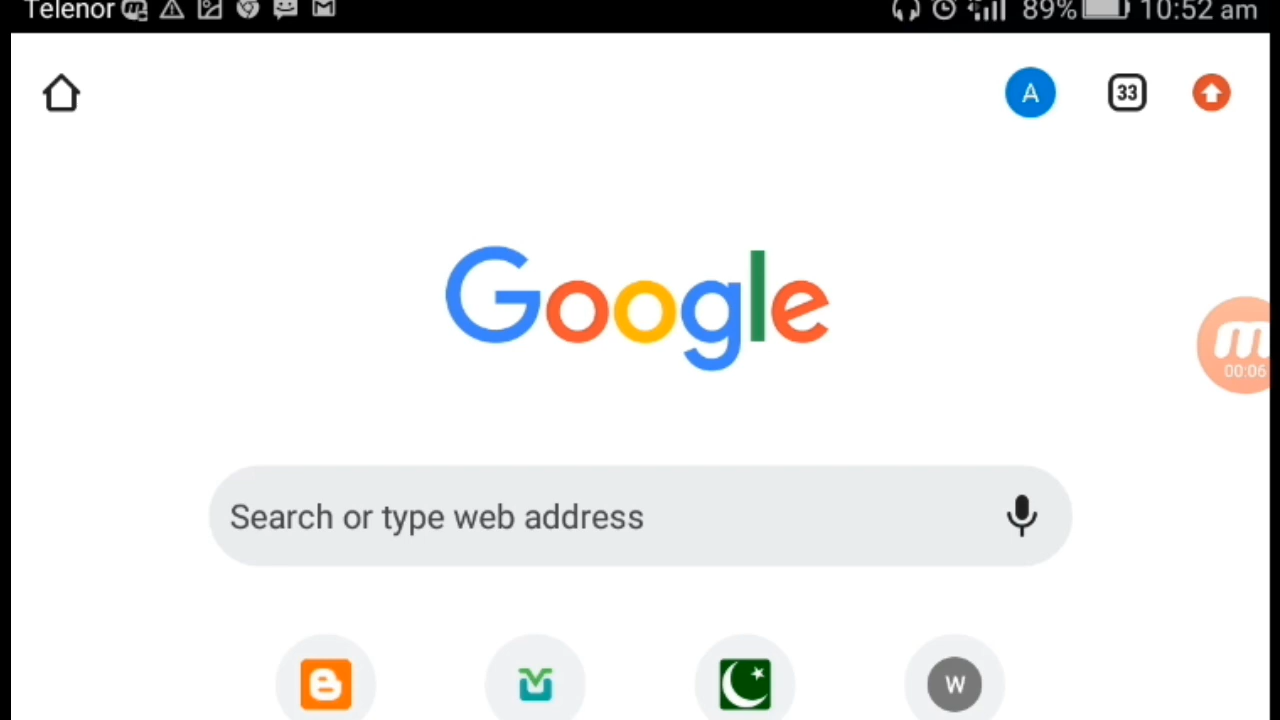 Telenor 89% 10:52 am
A 33
Google
m
00:06
Search or type web address
W